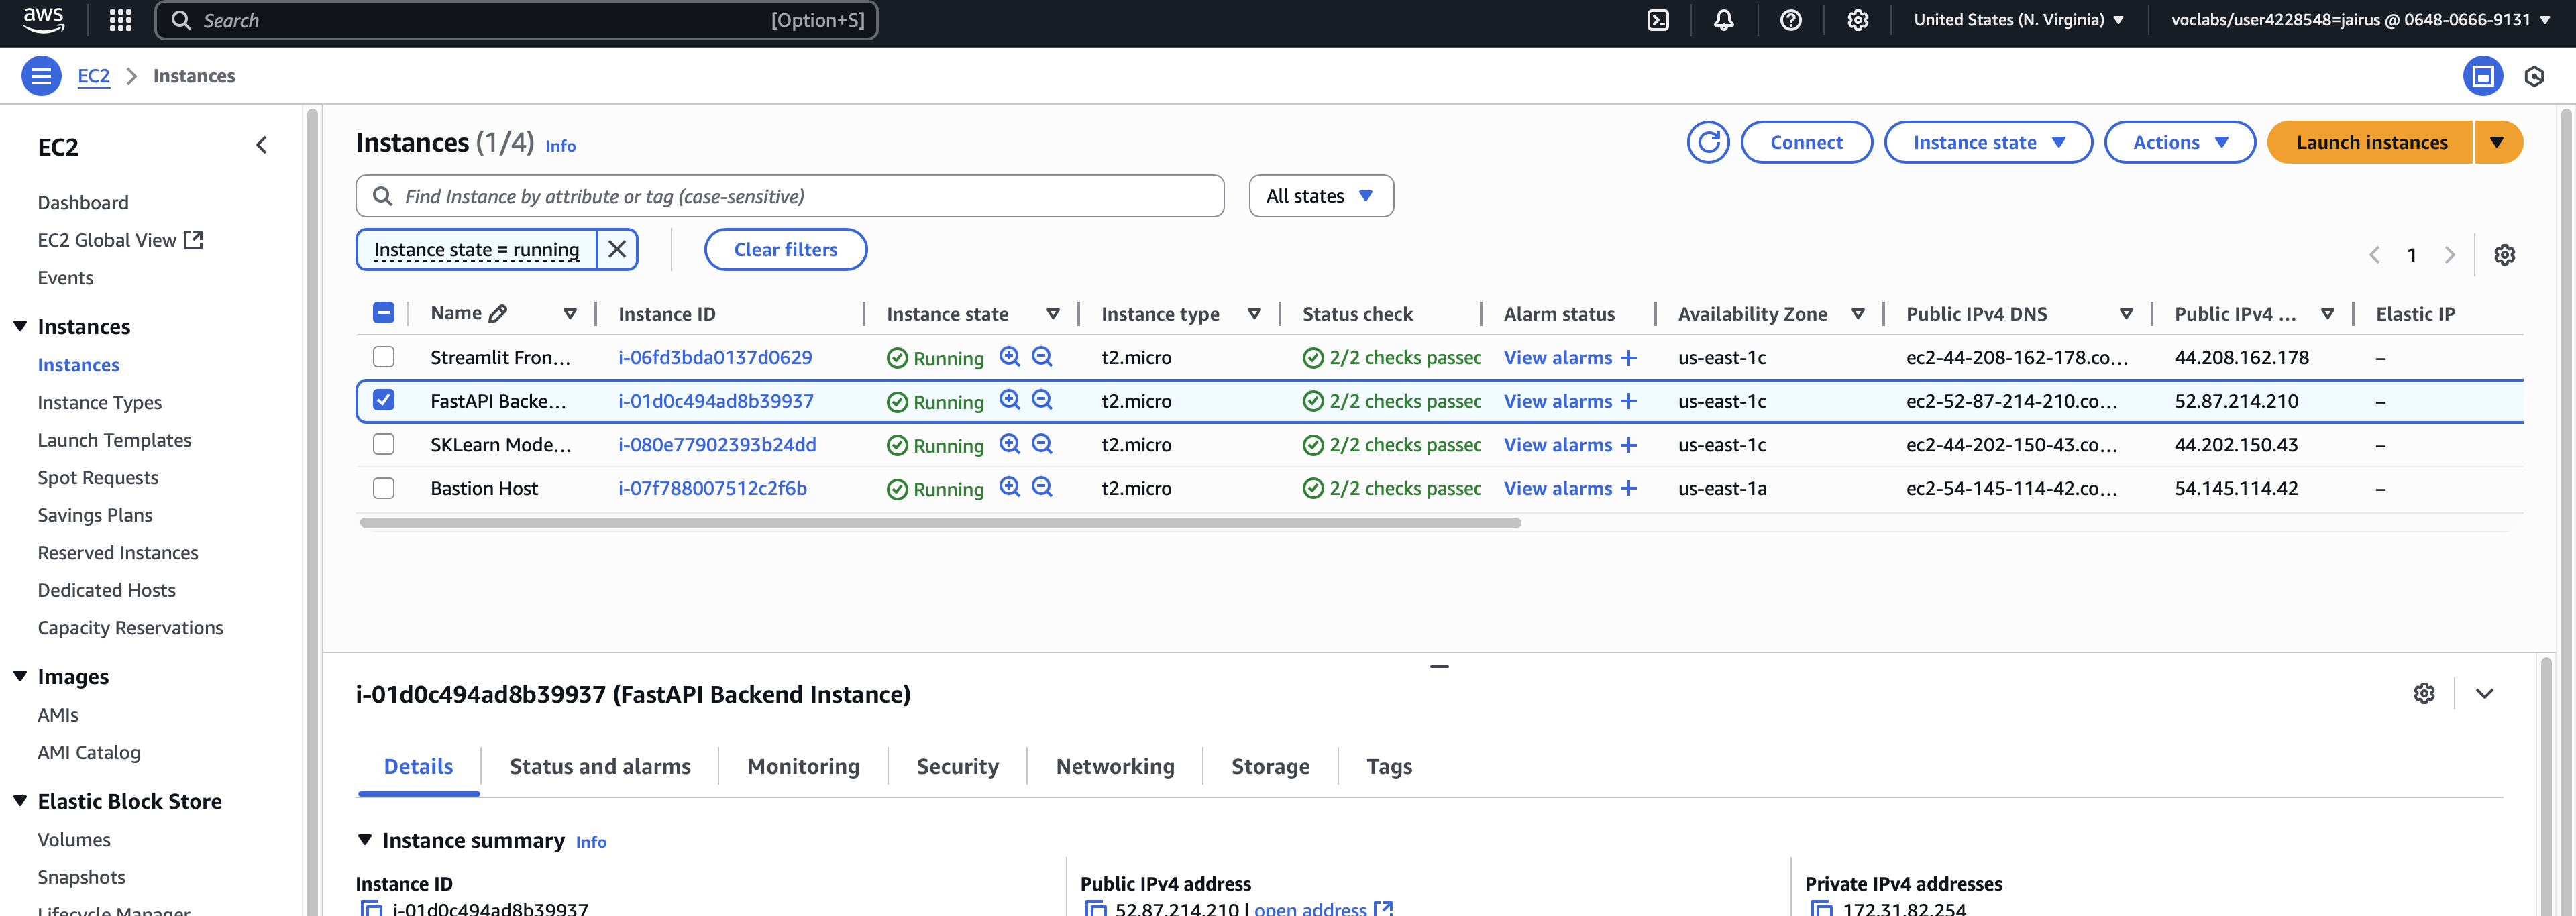 aws
Search [Option+S]
United States (N. Virginia)
voclabs/user4228548=jairus @ 0648-0666-9131
EC2 Instances
EC2
Dashboard
EC2 Global View
Events
Instances
Instances
Instance Types
Launch Templates
Spot Requests
Savings Plans
Reserved Instances
Dedicated Hosts
Capacity Reservations
Images
AMIs
AMI Catalog
Elastic Block Store
Volumes
Snapshots
Lifecycle Manager
Instances (1/4) Info
Connect
Instance state
Actions
Launch instances
Find Instance by attribute or tag (case-sensitive)
All states
Instance state = running
Clear filters
1
Name Instance ID Instance state Instance type Status check Alarm status Availability Zone Public IPv4 DNS Public IPv4 ... Elastic IP
Streamlit Fron... i-06fd3bda0137d0629 Running t2.micro 2/2 checks passec View alarms + us-east-1c ec2-44-208-162-178.co... 44.208.162.178 –
FastAPI Backe... i-01d0c494ad8b39937 Running t2.micro 2/2 checks passec View alarms + us-east-1c ec2-52-87-214-210.co... 52.87.214.210 –
SKLearn Mode... i-080e77902393b24dd Running t2.micro 2/2 checks passec View alarms + us-east-1c ec2-44-202-150-43.co... 44.202.150.43 –
Bastion Host i-07f788007512c2f6b Running t2.micro 2/2 checks passec View alarms + us-east-1a ec2-54-145-114-42.co... 54.145.114.42 –
i-01d0c494ad8b39937 (FastAPI Backend Instance)
Details Status and alarms Monitoring Security Networking Storage Tags
Instance summary Info
Instance ID
i-01d0c494ad8b39937
Public IPv4 address
52.87.214.210 | open address
Private IPv4 addresses
172.31.82.254